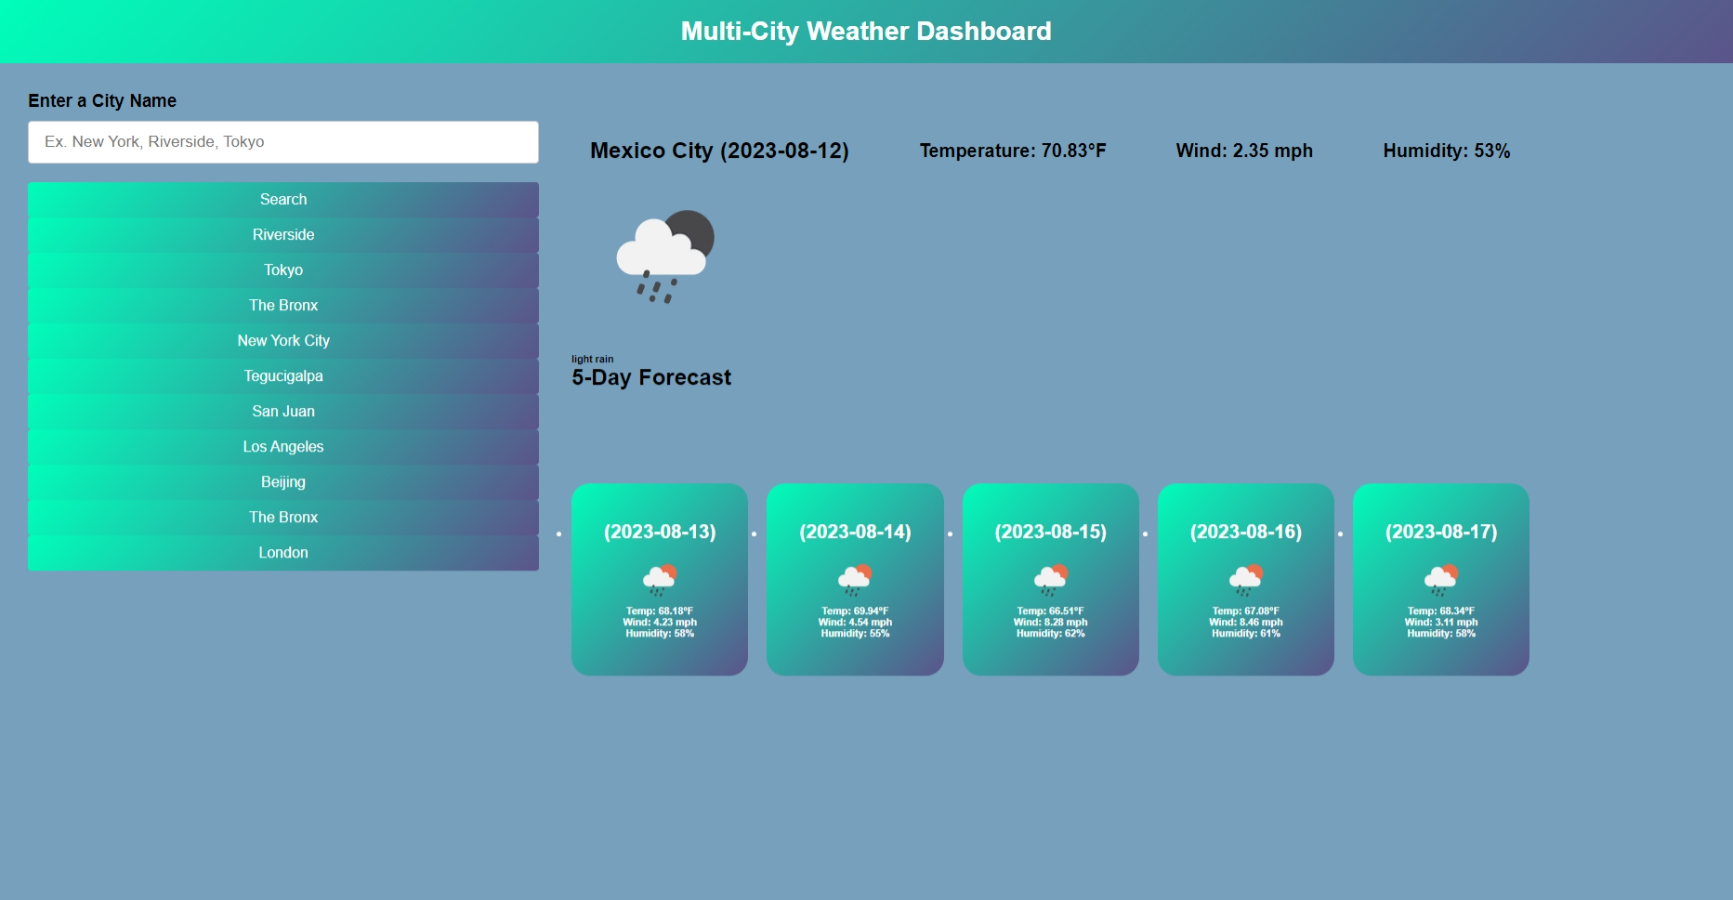 Multi-City Weather Dashboard
Enter a City Name
Ex. New York, Riverside, Tokyo
Search
Riverside
Tokyo
The Bronx
New York City
Tegucigalpa
San Juan
Los Angeles
Beijing
The Bronx
London
Mexico City (2023-08-12)
Temperature: 70.83°F
Wind: 2.35 mph
Humidity: 53%
light rain
5-Day Forecast
(2023-08-13)
Temp: 68.18°F
Wind: 4.23 mph
Humidity: 58%
(2023-08-14)
Temp: 69.94°F
Wind: 4.54 mph
Humidity: 55%
(2023-08-15)
Temp: 66.51°F
Wind: 8.28 mph
Humidity: 62%
(2023-08-16)
Temp: 67.08°F
Wind: 8.46 mph
Humidity: 61%
(2023-08-17)
Temp: 68.34°F
Wind: 3.11 mph
Humidity: 58%